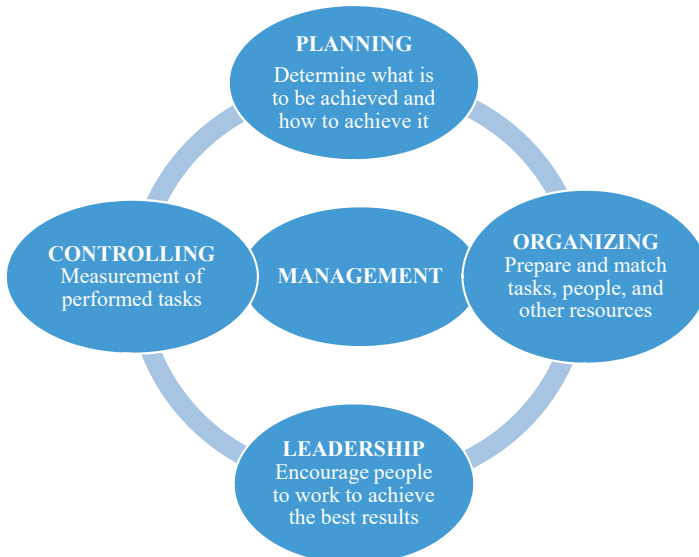 PLANNING
Determine what is
to be achieved and
how to achieve it
CONTROLLING
Measurement of
performed tasks
MANAGEMENT
ORGANIZING
Prepare and match
tasks, people, and
other resources
LEADERSHIP
Encourage people
to work to achieve
the best results